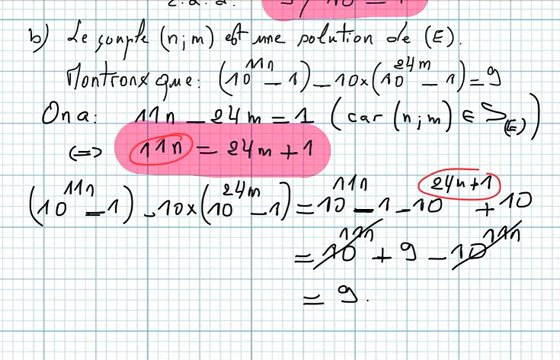 b) Le couple (n;m) est une solution de (E).
Montrons que: (10^11n - 1) - 10×(10^24m - 1) = 9
On a: 11n - 24m = 1 (car (n;m) ∈ S(E))
<=> 11n = 24m + 1
(10^11n - 1) - 10×(10^24m - 1) = 10^11n - 1 - 10^24m+1 + 10
= 10^11n + 9 - 10^11n
= 9.